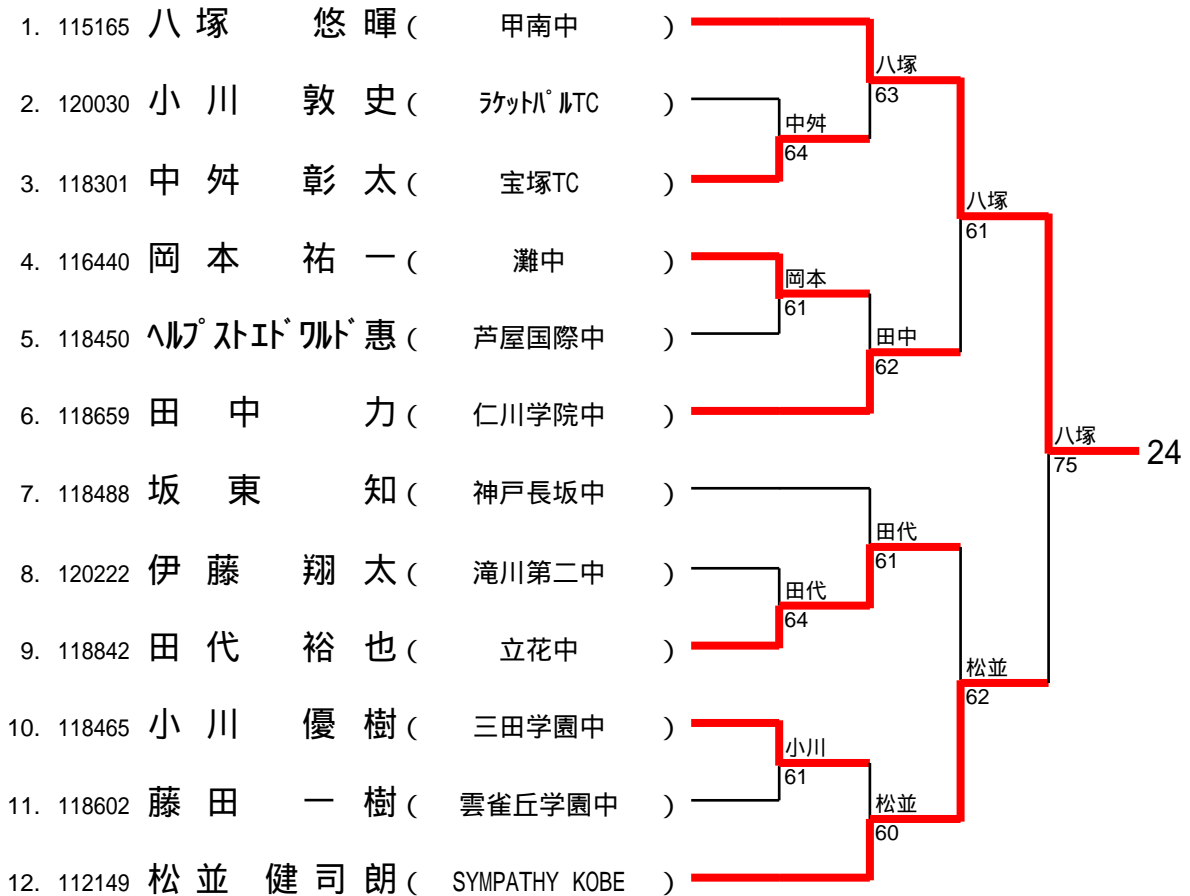 1. 115165 八塚 悠暉 ( 甲南中 )
八塚
63
2. 120030 小川 敦史 ( ラケットパルTC )
中舛
64
3. 118301 中舛 彰太 ( 宝塚TC )
八塚
61
4. 116440 岡本 祐一 ( 灘中 )
岡本
61
5. 118450 ヘルプストエドワルド恵 ( 芦屋国際中 )
田中
62
6. 118659 田中 力 ( 仁川学院中 )
八塚
75
24
7. 118488 坂東 知 ( 神戸長坂中 )
田代
61
8. 120222 伊藤 翔太 ( 滝川第二中 )
田代
64
9. 118842 田代 裕也 ( 立花中 )
松並
62
10. 118465 小川 優樹 ( 三田学園中 )
小川
61
11. 118602 藤田 一樹 ( 雲雀丘学園中 )
松並
60
12. 112149 松並 健司朗 ( SYMPATHY KOBE )